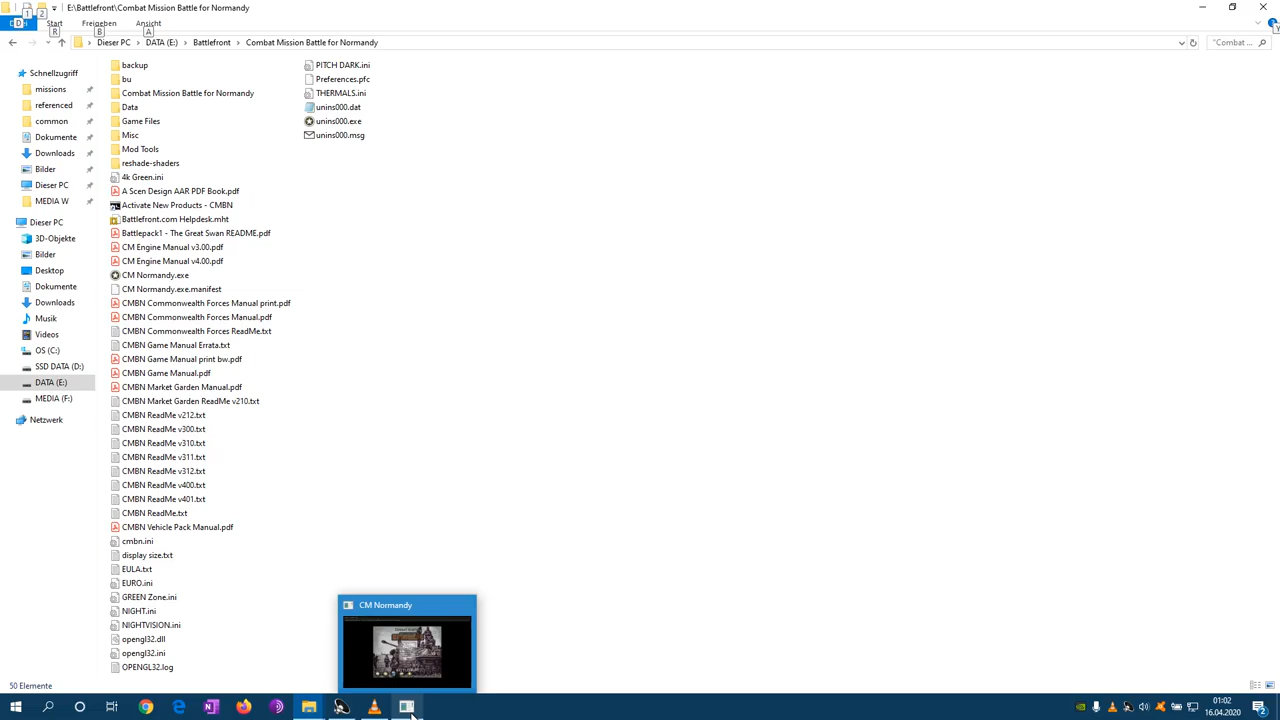 E:\Battlefront\Combat Mission Battle for Normandy
1
2
D
Start
Freigeben
Ansicht
R
B
A
Y
Dieser PC
DATA (E:)
Battlefront
Combat Mission Battle for Normandy
"Combat ...
Schnellzugriff
missions
referenced
common
Dokumente
Downloads
Bilder
Dieser PC
MEDIA W
Dieser PC
3D-Objekte
Bilder
Desktop
Dokumente
Downloads
Musik
Videos
OS (C:)
SSD DATA (D:)
DATA (E:)
MEDIA (F:)
Netzwerk
backup
bu
Combat Mission Battle for Normandy
Data
Game Files
Misc
Mod Tools
reshade-shaders
4k Green.ini
A Scen Design AAR PDF Book.pdf
Activate New Products - CMBN
Battlefront.com Helpdesk.mht
Battlepack1 - The Great Swan README.pdf
CM Engine Manual v3.00.pdf
CM Engine Manual v4.00.pdf
CM Normandy.exe
CM Normandy.exe.manifest
CMBN Commonwealth Forces Manual print.pdf
CMBN Commonwealth Forces Manual.pdf
CMBN Commonwealth Forces ReadMe.txt
CMBN Game Manual Errata.txt
CMBN Game Manual print bw.pdf
CMBN Game Manual.pdf
CMBN Market Garden Manual.pdf
CMBN Market Garden ReadMe v210.txt
CMBN ReadMe v212.txt
CMBN ReadMe v300.txt
CMBN ReadMe v310.txt
CMBN ReadMe v311.txt
CMBN ReadMe v312.txt
CMBN ReadMe v400.txt
CMBN ReadMe v401.txt
CMBN ReadMe.txt
CMBN Vehicle Pack Manual.pdf
cmbn.ini
display size.txt
EULA.txt
EURO.ini
GREEN Zone.ini
NIGHT.ini
NIGHTVISION.ini
opengl32.dll
opengl32.ini
OPENGL32.log
PITCH DARK.ini
Preferences.pfc
THERMALS.ini
unins000.dat
unins000.exe
unins000.msg
CM Normandy
50 Elemente
01:02
16.04.2020
2